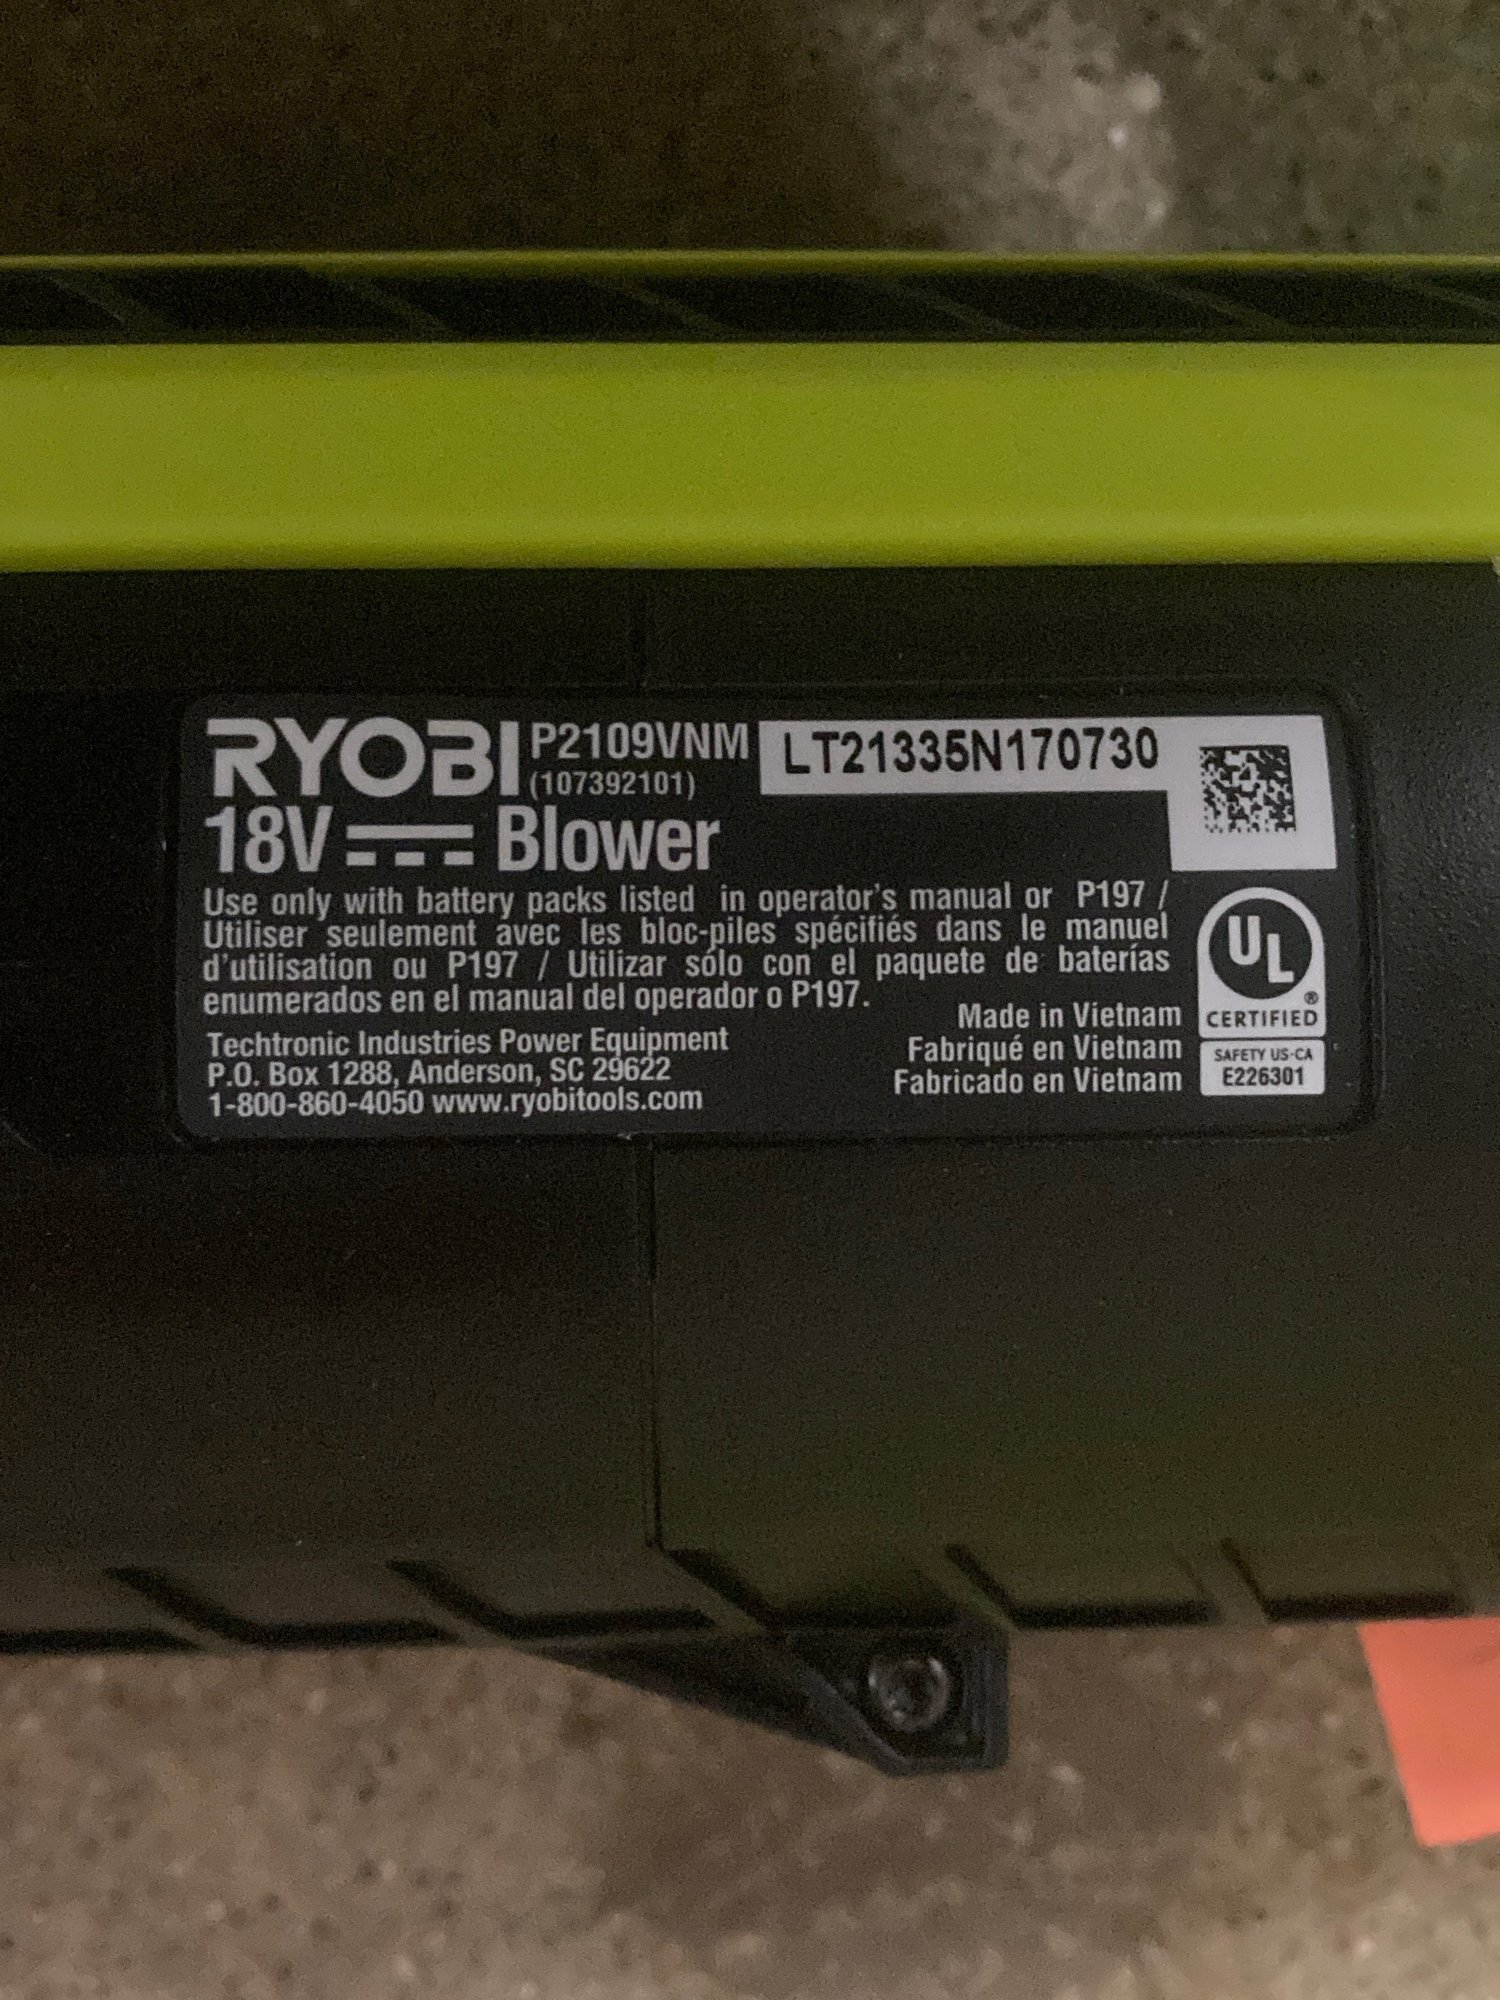 RYOBI P2109VNM LT21335N170730
(107392101)
18V Blower
Use only with battery packs listed in operator's manual or P197 /
Utiliser seulement avec les bloc-piles spécifiés dans le manuel
d'utilisation ou P197 / Utilizar sólo con el paquete de baterías
enumerados en el manual del operador o P197.
Techtronic Industries Power Equipment
P.O. Box 1288, Anderson, SC 29622
1-800-860-4050 www.ryobitools.com
Made in Vietnam
Fabriqué en Vietnam
Fabricado en Vietnam
UL ®
CERTIFIED
SAFETY US-CA
E226301